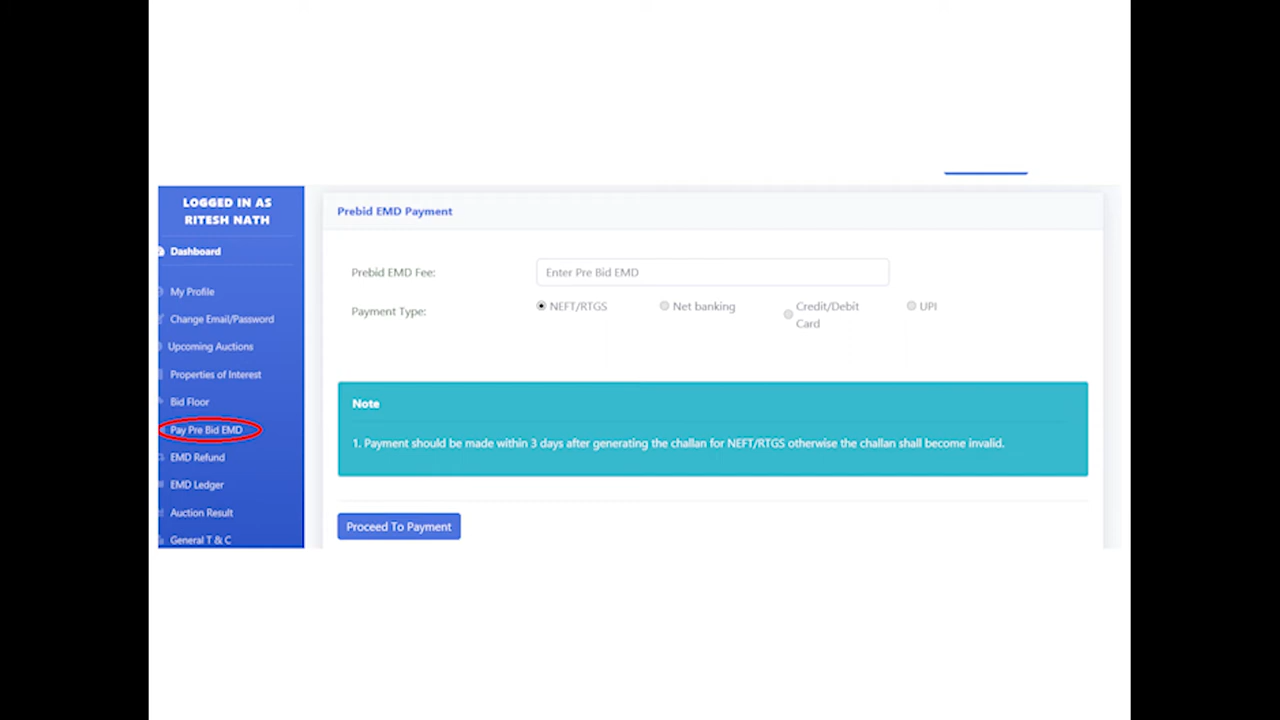 LOGGED IN AS
RITESH NATH
Dashboard
My Profile
Change Email/Password
Upcoming Auctions
Properties of Interest
Bid Floor
Pay Pre Bid EMD
EMD Refund
EMD Ledger
Auction Result
General T & C
Prebid EMD Payment
Prebid EMD Fee:
Enter Pre Bid EMD
Payment Type:
NEFT/RTGS
Net banking
Credit/Debit
Card
UPI
Note
1. Payment should be made within 3 days after generating the challan for NEFT/RTGS otherwise the challan shall become invalid.
Proceed To Payment